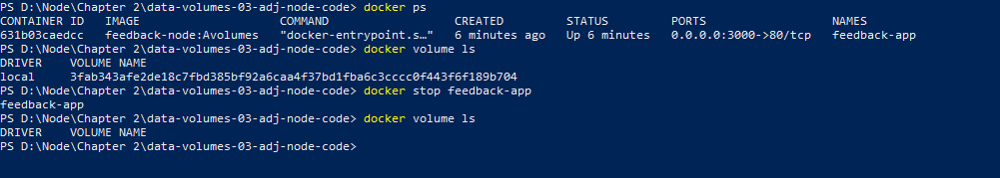 PS D:\Node\Chapter 2\data-volumes-03-adj-node-code> docker ps
CONTAINER ID   IMAGE                    COMMAND                  CREATED         STATUS         PORTS                  NAMES
631b03caedcc   feedback-node:Avolumes   "docker-entrypoint.s…"   6 minutes ago   Up 6 minutes   0.0.0.0:3000->80/tcp   feedback-app
PS D:\Node\Chapter 2\data-volumes-03-adj-node-code> docker volume ls
DRIVER    VOLUME NAME
local     3fab343afe2de18c7fbd385bf92a6caa4f37bd1fba6c3cccc0f443f6f189b704
PS D:\Node\Chapter 2\data-volumes-03-adj-node-code> docker stop feedback-app
feedback-app
PS D:\Node\Chapter 2\data-volumes-03-adj-node-code> docker volume ls
DRIVER    VOLUME NAME
PS D:\Node\Chapter 2\data-volumes-03-adj-node-code>